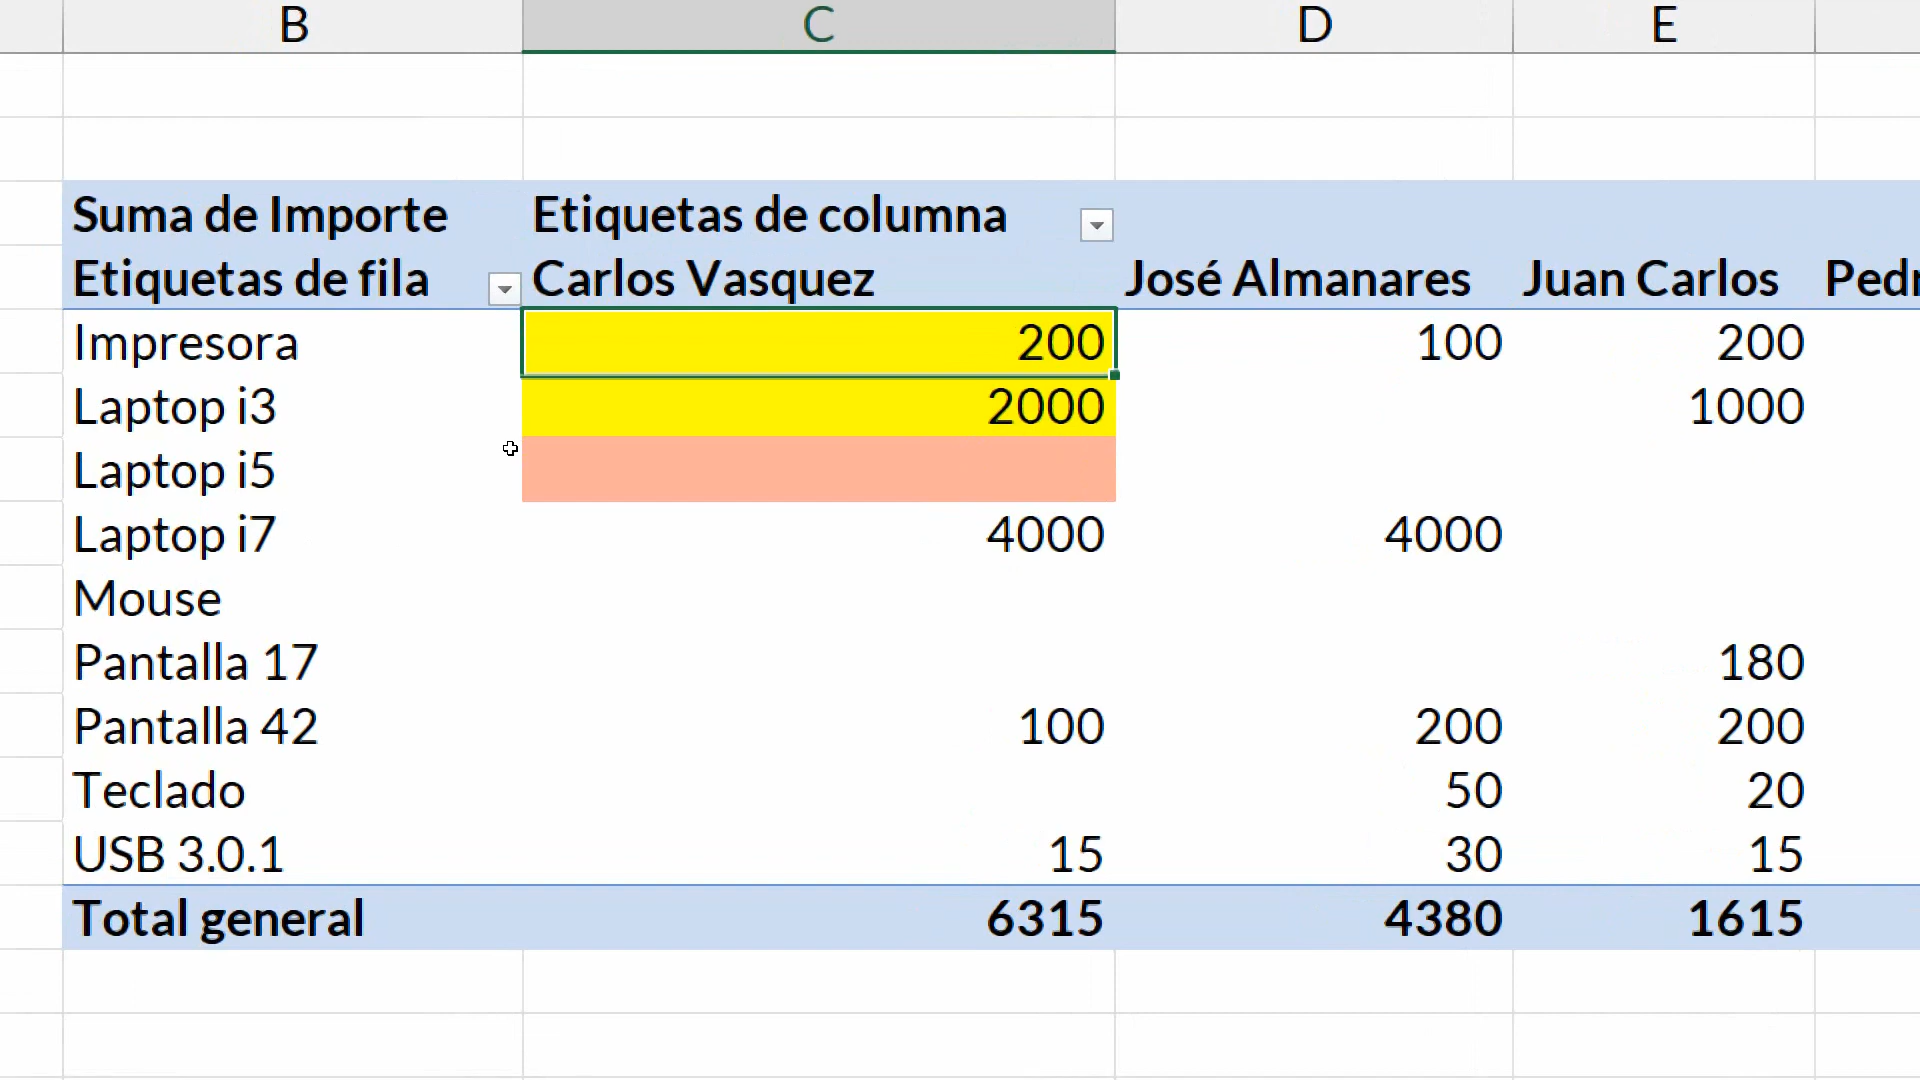 B C D E
Suma de Importe Etiquetas de columna
Etiquetas de fila Carlos Vasquez José Almanares Juan Carlos Pedr
Impresora 200 100 200
Laptop i3 2000 1000
Laptop i5
Laptop i7 4000 4000
Mouse
Pantalla 17 180
Pantalla 42 100 200 200
Teclado 50 20
USB 3.0.1 15 30 15
Total general 6315 4380 1615